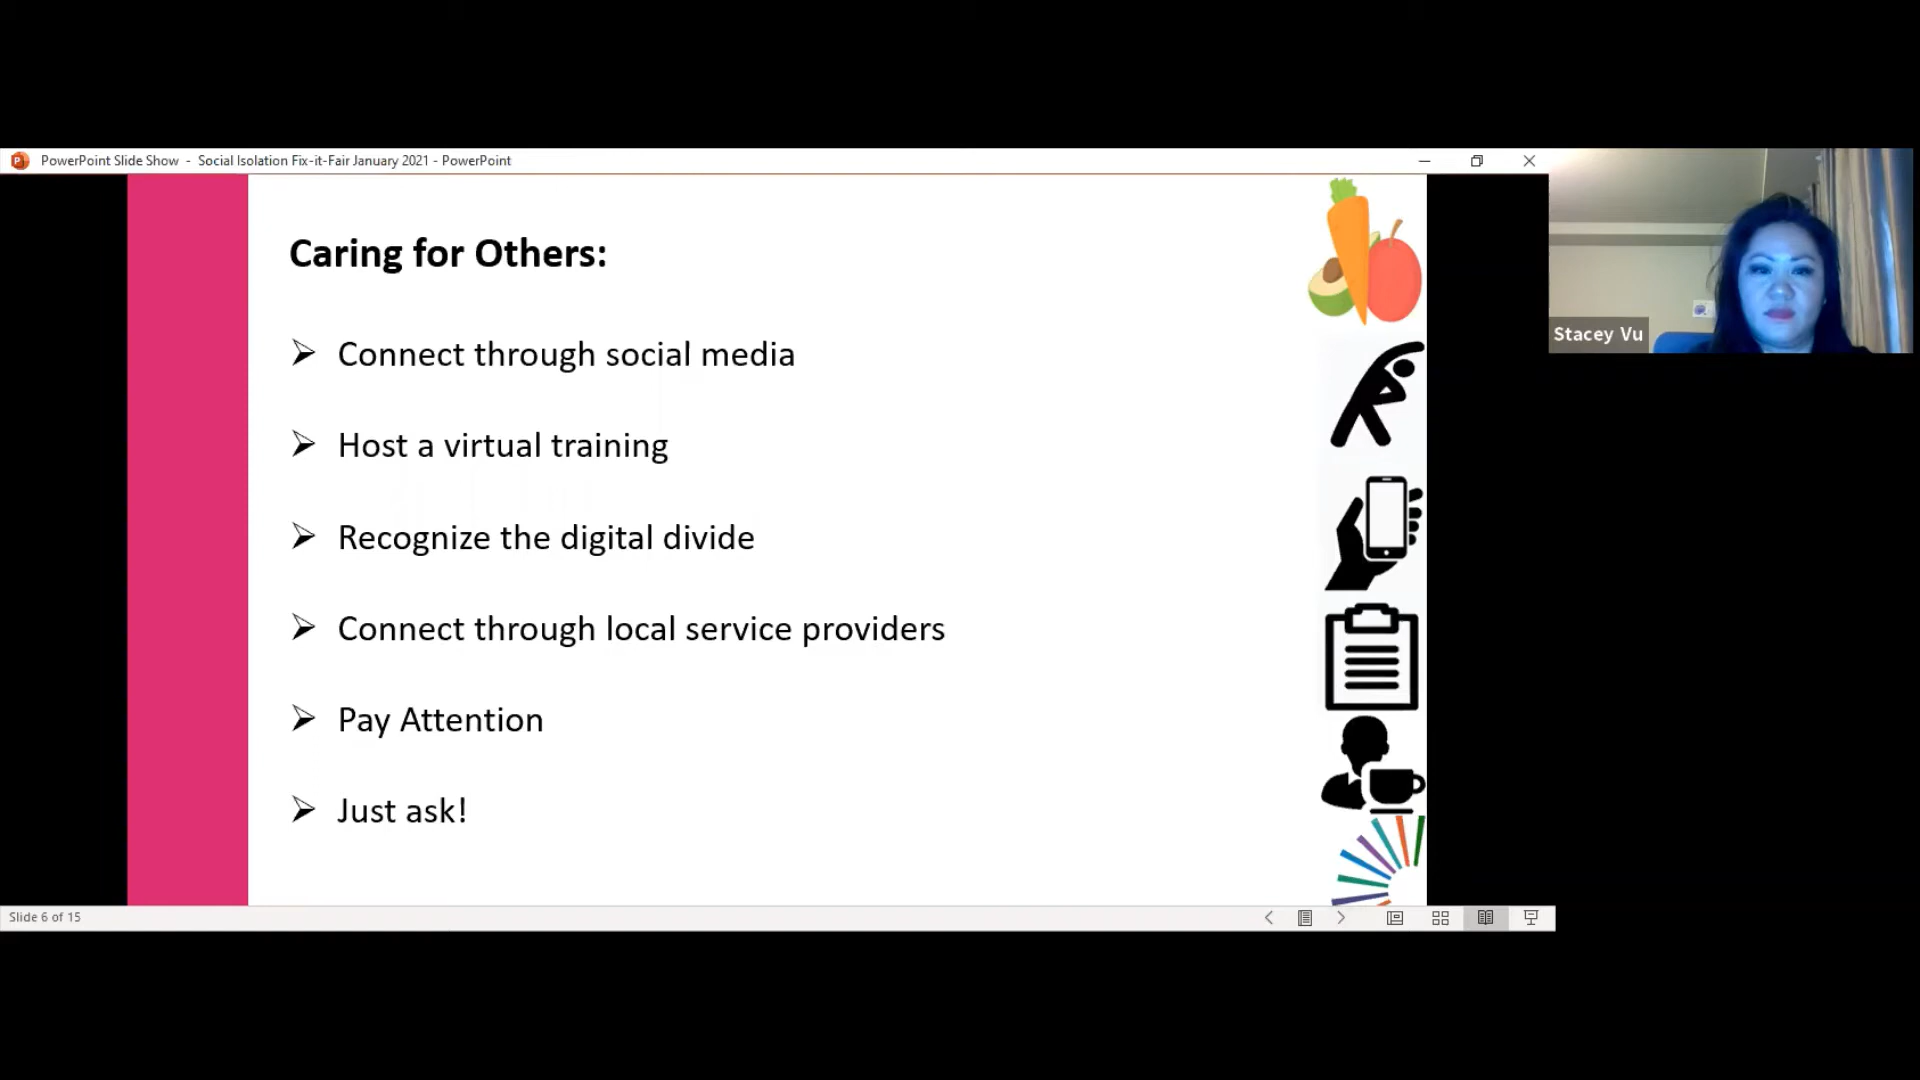 PowerPoint Slide Show - Social Isolation Fix-it-Fair January 2021 - PowerPoint
Caring for Others:
Connect through social media
Host a virtual training
Recognize the digital divide
Connect through local service providers
Pay Attention
Just ask!
Stacey Vu
Slide 6 of 15